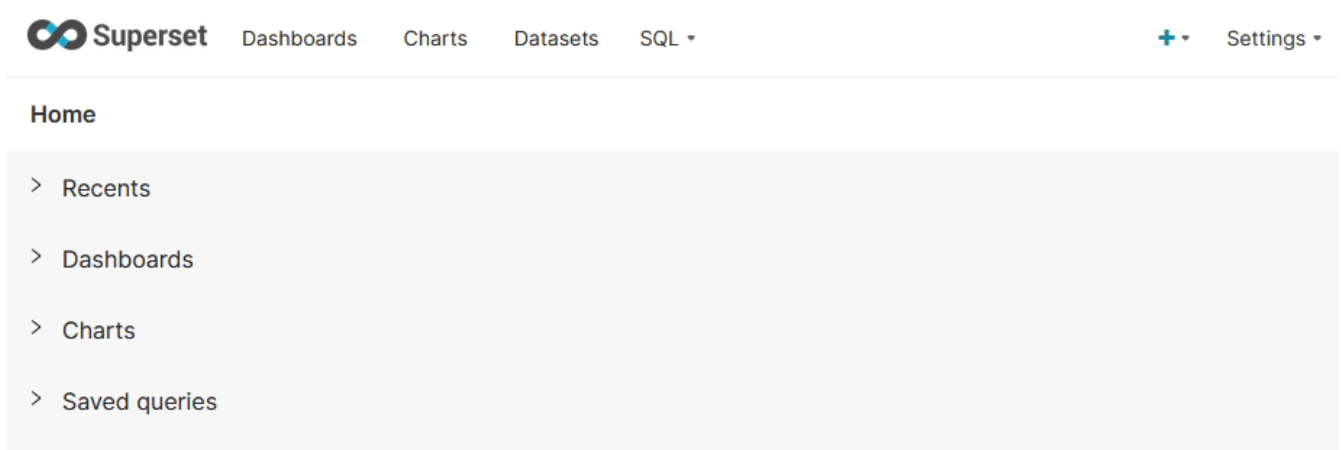 Superset Dashboards Charts Datasets SQL + Settings
Home
> Recents
> Dashboards
> Charts
> Saved queries